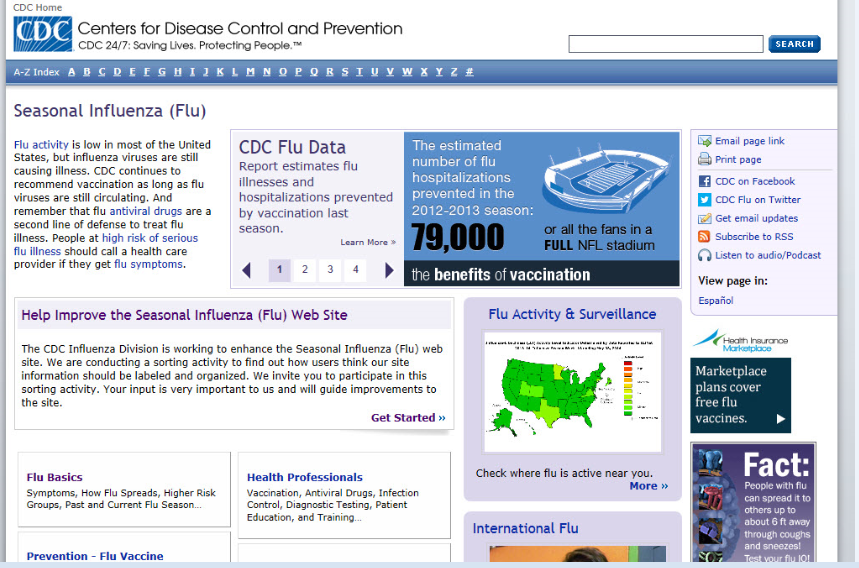 CDC Home
CDC
Centers for Disease Control and Prevention
CDC 24/7: Saving Lives. Protecting People.™
SEARCH
A-Z Index A B C D E F G H I J K L M N O P Q R S T U V W X Y Z #
Seasonal Influenza (Flu)
Flu activity is low in most of the United
States, but influenza viruses are still
causing illness. CDC continues to
recommend vaccination as long as flu
viruses are still circulating. And
remember that flu antiviral drugs are a
second line of defense to treat flu
illness. People at high risk of serious
flu illness should call a health care
provider if they get flu symptoms.
CDC Flu Data
Report estimates flu
illnesses and
hospitalizations prevented
by vaccination last
season.
Learn More »
1 2 3 4
The estimated
number of flu
hospitalizations
prevented in the
2012-2013 season:
79,000
or all the fans in a
FULL NFL stadium
the benefits of vaccination
Email page link
Print page
CDC on Facebook
CDC Flu on Twitter
Get email updates
Subscribe to RSS
Listen to audio/Podcast
View page in:
Español
Help Improve the Seasonal Influenza (Flu) Web Site
The CDC Influenza Division is working to enhance the Seasonal Influenza (Flu) web
site. We are conducting a sorting activity to find out how users think our site
information should be labeled and organized. We invite you to participate in this
sorting activity. Your input is very important to us and will guide improvements to
the site.
Get Started »
Flu Activity & Surveillance
Check where flu is active near you.
More »
Health Insurance
Marketplace
Marketplace
plans cover
free flu
vaccines.
Flu Basics
Symptoms, How Flu Spreads, Higher Risk
Groups, Past and Current Flu Season...
Health Professionals
Vaccination, Antiviral Drugs, Infection
Control, Diagnostic Testing, Patient
Education, and Training...
Prevention - Flu Vaccine
International Flu
Fact:
People with flu
can spread it to
others up to
about 6 ft away
through coughs
and sneezes!
Test your flu IQ!